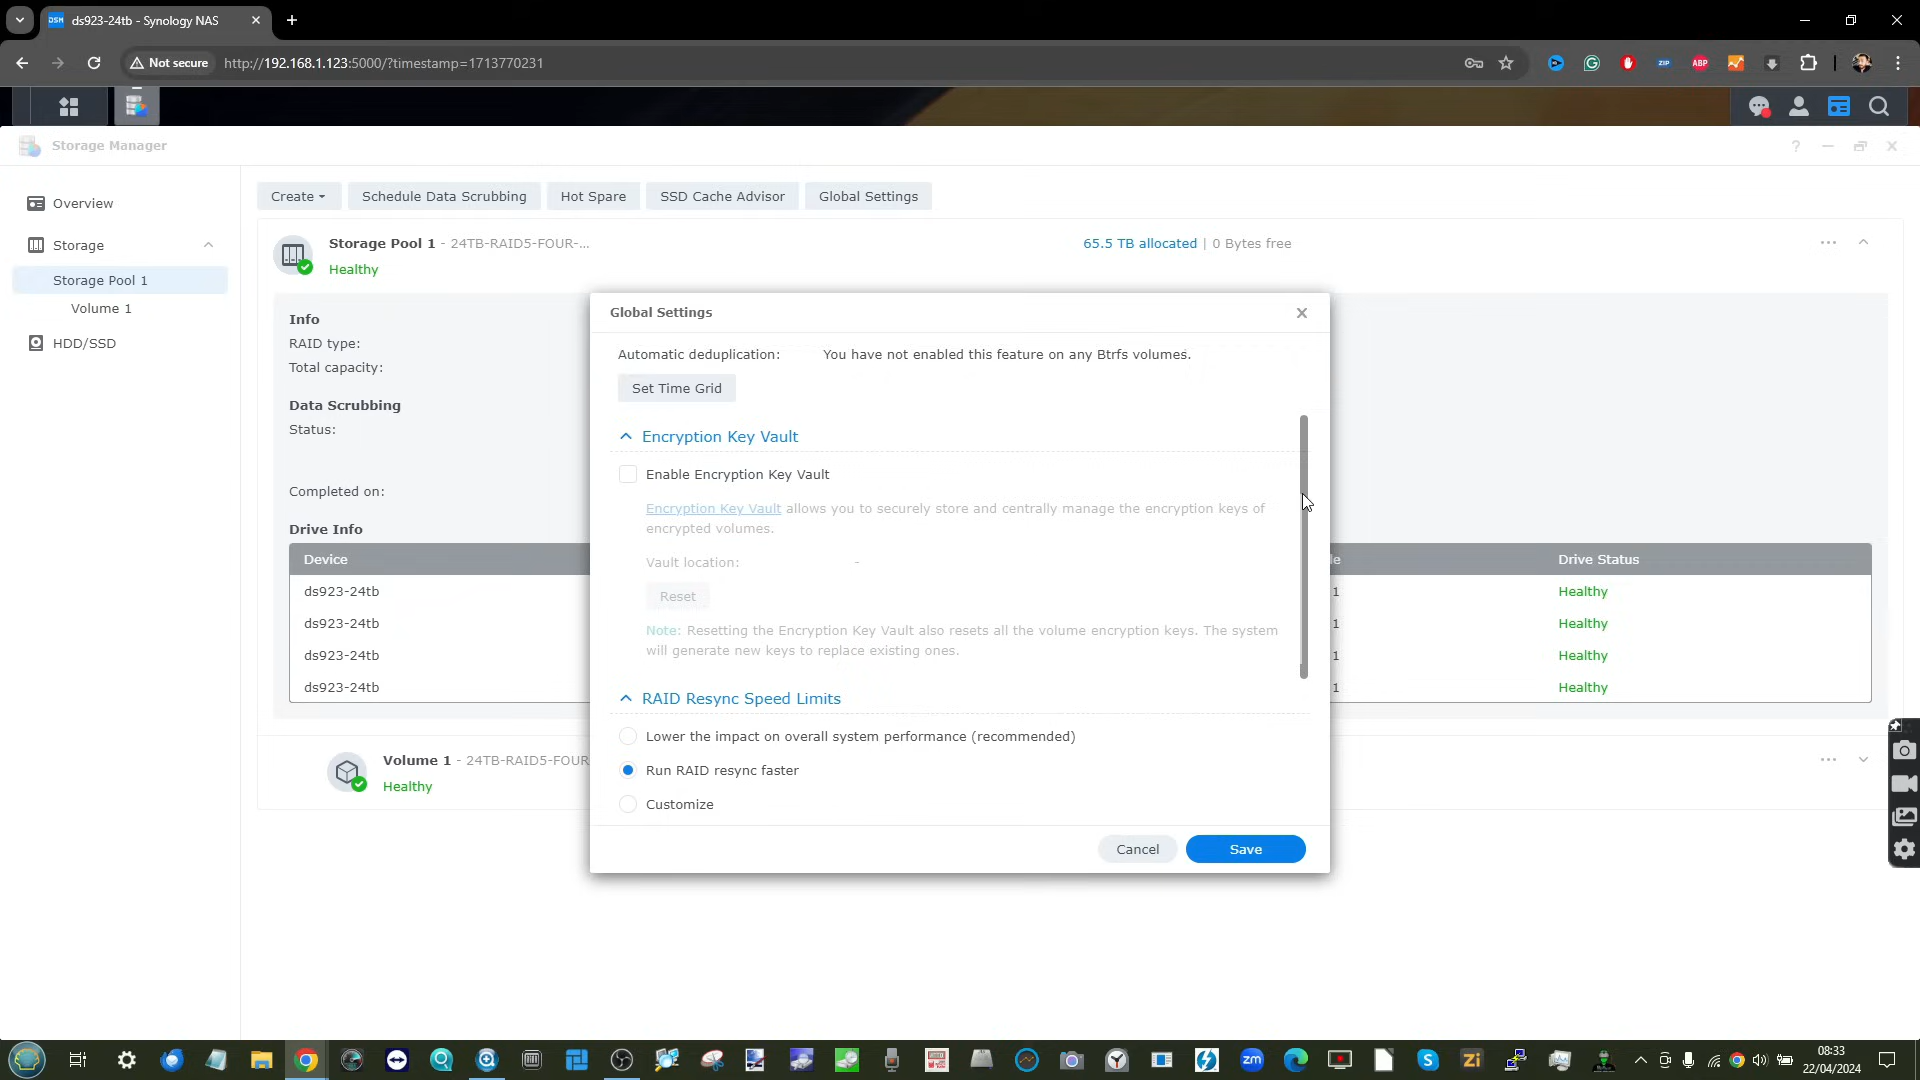 ds923-24tb - Synology NAS
Not secure
http://192.168.1.123:5000/?timestamp=1713770231
Storage Manager
Overview
Storage
Storage Pool 1
Volume 1
HDD/SSD
Create
Schedule Data Scrubbing
Hot Spare
SSD Cache Advisor
Global Settings
Storage Pool 1 - 24TB-RAID5-FOUR-...
65.5 TB allocated | 0 Bytes free
Healthy
Info
RAID type:
Total capacity:
Data Scrubbing
Status:
Completed on:
Drive Info
Device
Drive Status
ds923-24tb
1
Healthy
ds923-24tb
1
Healthy
ds923-24tb
1
Healthy
ds923-24tb
1
Healthy
Volume 1 - 24TB-RAID5-FOUR
Healthy
Global Settings
Automatic deduplication: You have not enabled this feature on any Btrfs volumes.
Set Time Grid
Encryption Key Vault
Enable Encryption Key Vault
Encryption Key Vault allows you to securely store and centrally manage the encryption keys of
encrypted volumes.
Vault location: -
Reset
Note: Resetting the Encryption Key Vault also resets all the volume encryption keys. The system
will generate new keys to replace existing ones.
RAID Resync Speed Limits
Lower the impact on overall system performance (recommended)
Run RAID resync faster
Customize
Cancel
Save
08:33
22/04/2024